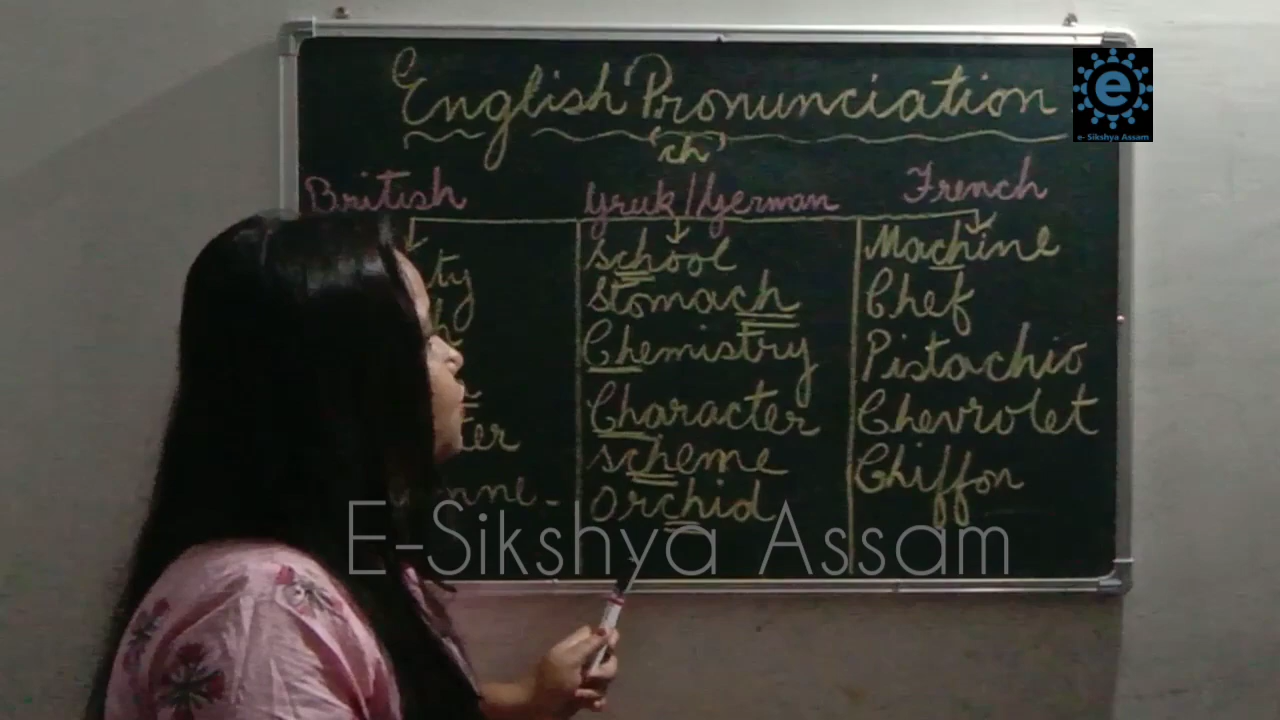 English Pronunciation
'ch'
British
Greek/German
French
School
Stomach
Chemistry
Character
Scheme
Orchid
Machine
Chef
Pistachio
Chevrolet
Chiffon
e
e- Sikshya Assam
E-Sikshya Assam